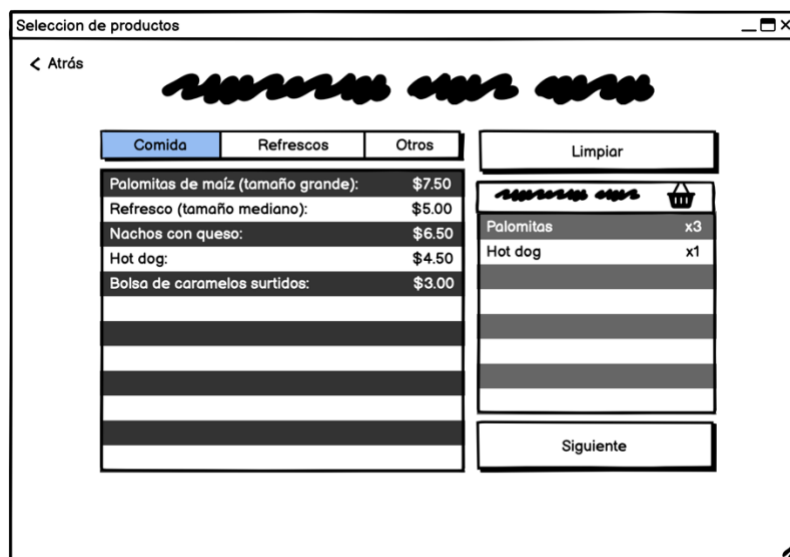 Seleccion de productos
Atrás
Comida Refrescos Otros
Palomitas de maíz (tamaño grande): $7.50
Refresco (tamaño mediano): $5.00
Nachos con queso: $6.50
Hot dog: $4.50
Bolsa de caramelos surtidos: $3.00
Limpiar
Palomitas x3
Hot dog x1
Siguiente